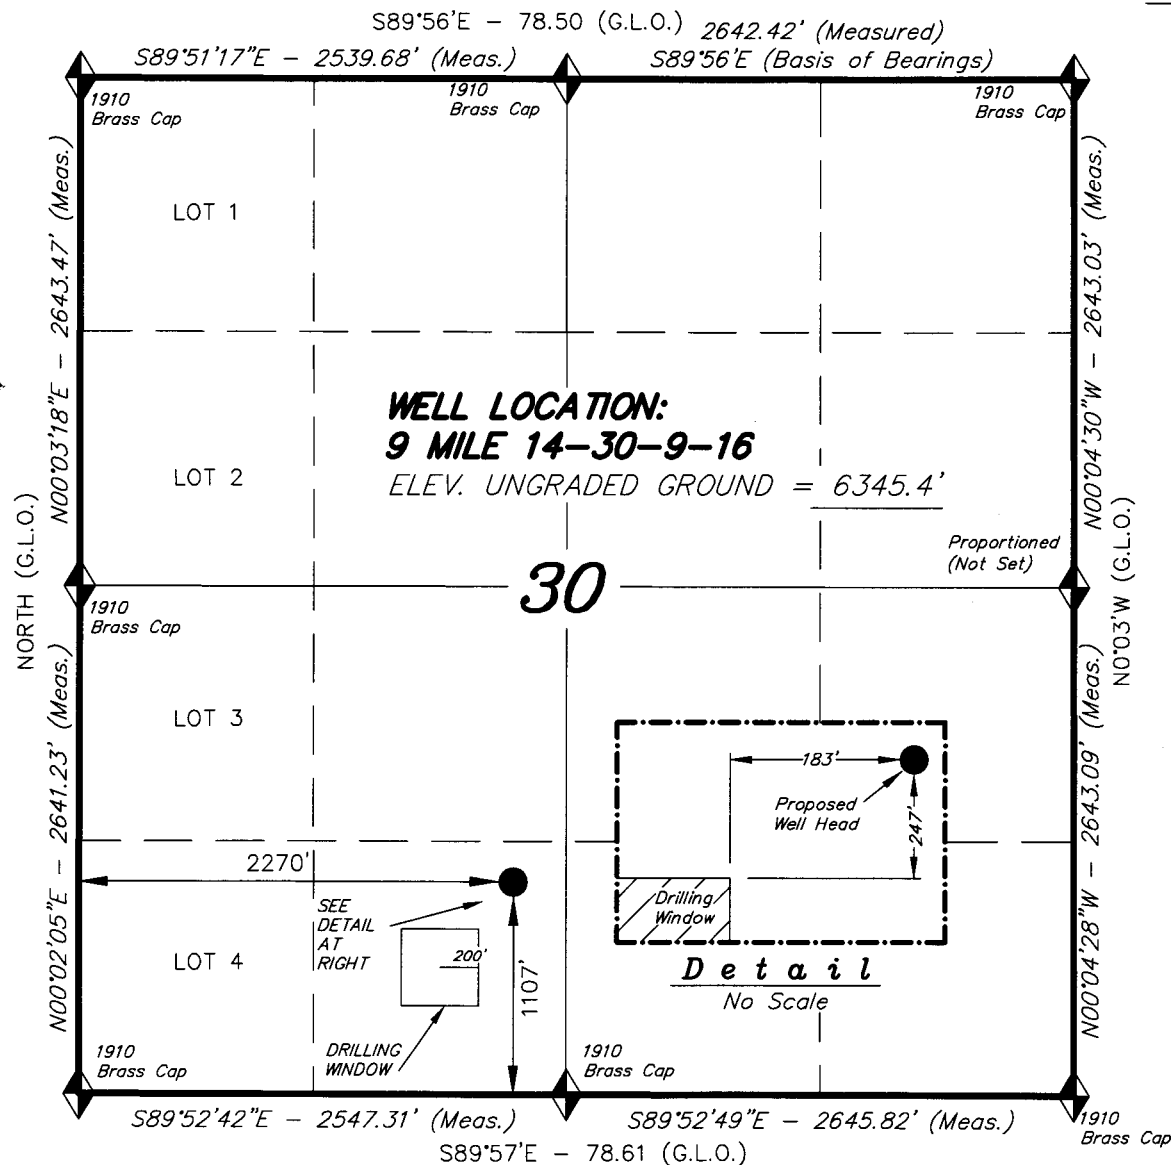 S89°56'E - 78.50 (G.L.O.)
2642.42' (Measured)
S89°51'17"E - 2539.68' (Meas.)
S89°56'E (Basis of Bearings)
1910
Brass Cap
1910
Brass Cap
1910
Brass Cap
N00°03'18"E - 2643.47' (Meas.)
N00°04'30"W - 2643.03' (Meas.)
LOT 1
WELL LOCATION:
9 MILE 14-30-9-16
ELEV. UNGRADED GROUND = 6345.4'
LOT 2
NORTH (G.L.O.)
N0°03'W (G.L.O.)
Proportioned
(Not Set)
30
1910
Brass Cap
N00°02'05"E - 2641.23' (Meas.)
N00°04'28"W - 2643.09' (Meas.)
LOT 3
183'
Proposed
Well Head
247'
Drilling
Window
Detail
No Scale
2270'
SEE
DETAIL
AT
RIGHT
LOT 4
200'
1107'
DRILLING
WINDOW
1910
Brass Cap
1910
Brass Cap
S89°52'42"E - 2547.31' (Meas.)
S89°52'49"E - 2645.82' (Meas.)
1910
Brass Cap
S89°57'E - 78.61 (G.L.O.)